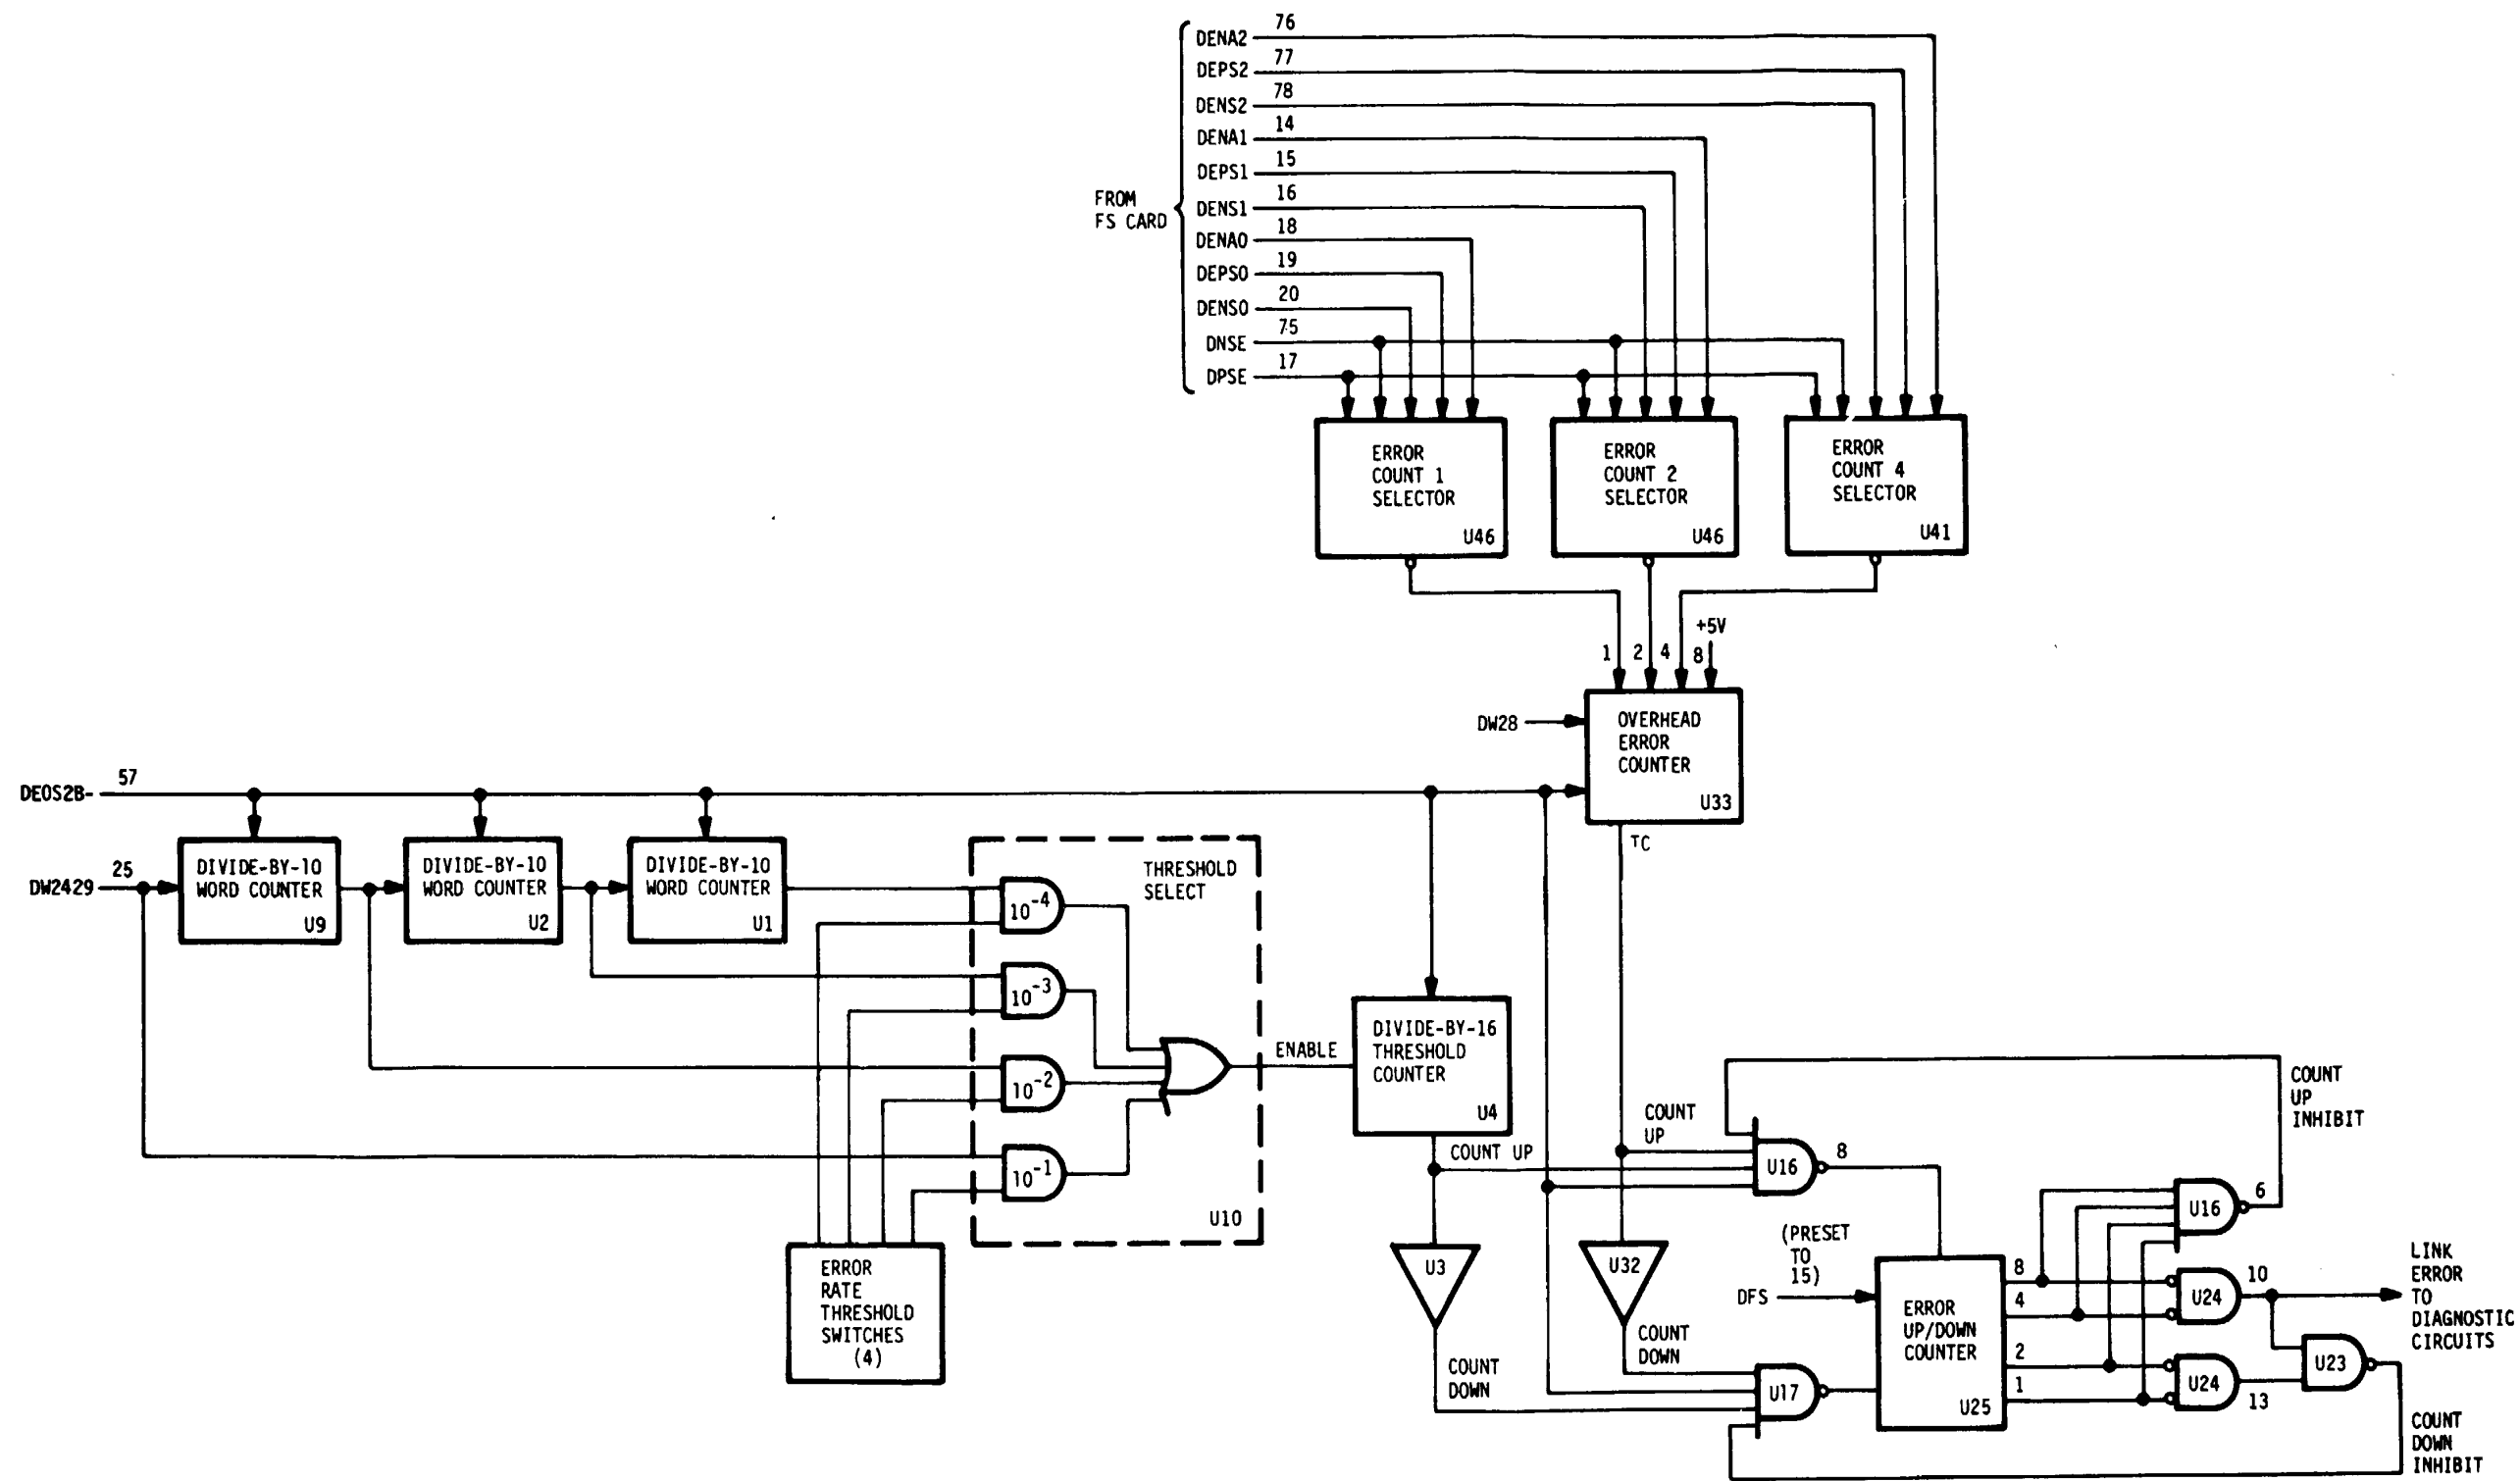 76
DENA2
77
DEPS2
78
DENS2
14
DENA1
15
DEPS1
16
DENS1
18
DENA0
19
DEPS0
20
DENS0
75
DNSE
17
DPSE
FROM
FS CARD
ERROR
COUNT 1
SELECTOR
U46
ERROR
COUNT 2
SELECTOR
U46
ERROR
COUNT 4
SELECTOR
U41
+5V
1 2 4 8
DW28
OVERHEAD
ERROR
COUNTER
U33
TC
DEOS2B-
57
DW2429
25
DIVIDE-BY-10
WORD COUNTER
U9
DIVIDE-BY-10
WORD COUNTER
U2
DIVIDE-BY-10
WORD COUNTER
U1
THRESHOLD
SELECT
10-4
10-3
10-2
10-1
U10
ERROR
RATE
THRESHOLD
SWITCHES
(4)
ENABLE
DIVIDE-BY-16
THRESHOLD
COUNTER
U4
COUNT UP
COUNT
UP
U16
8
COUNT
UP
INHIBIT
U3
U32
COUNT
DOWN
COUNT
DOWN
U17
(PRESET
TO
15)
DFS
ERROR
UP/DOWN
COUNTER
U25
8
4
2
1
U16
6
U24
10
U24
13
U23
LINK
ERROR
TO
DIAGNOSTIC
CIRCUITS
COUNT
DOWN
INHIBIT